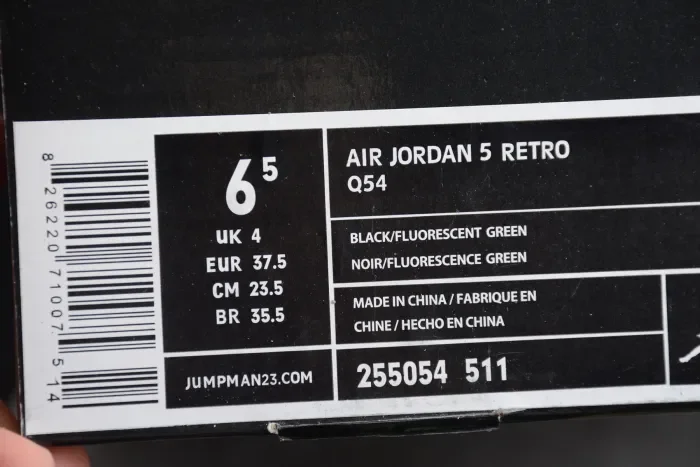 8 26220 71007 5 14
6 5
UK 4
EUR 37.5
CM 23.5
BR 35.5
JUMPMAN23.COM
AIR JORDAN 5 RETRO
Q54
BLACK/FLUORESCENT GREEN
NOIR/FLUORESCENCE GREEN
MADE IN CHINA / FABRIQUE EN
CHINE / HECHO EN CHINA
255054 511